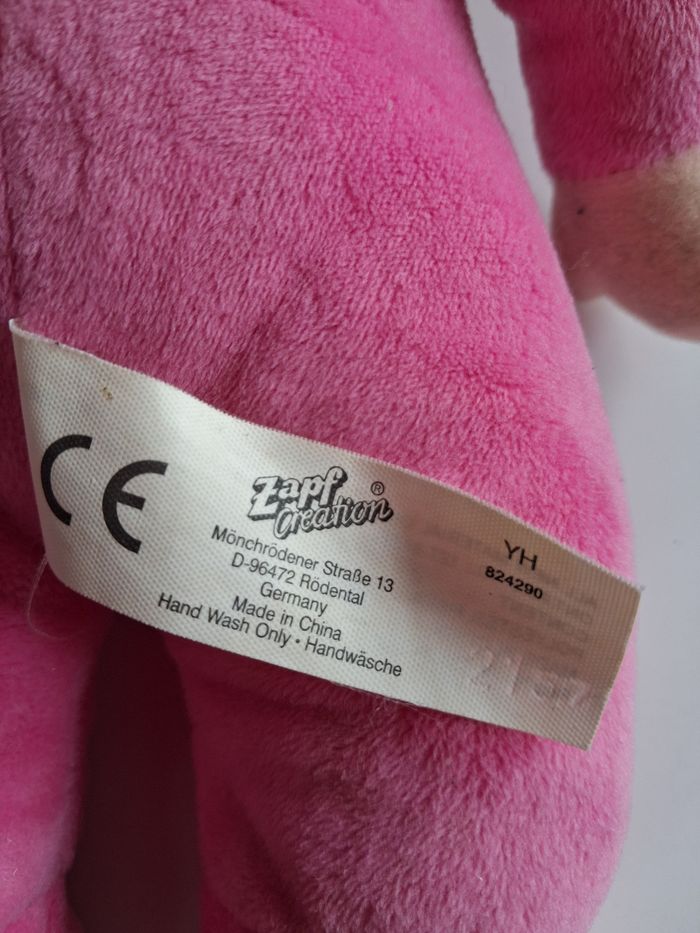 CE
Zapf
Creation®
Mönchrödener Straße 13
D-96472 Rödental
Germany
Made in China
Hand Wash Only • Handwäsche
YH
824290